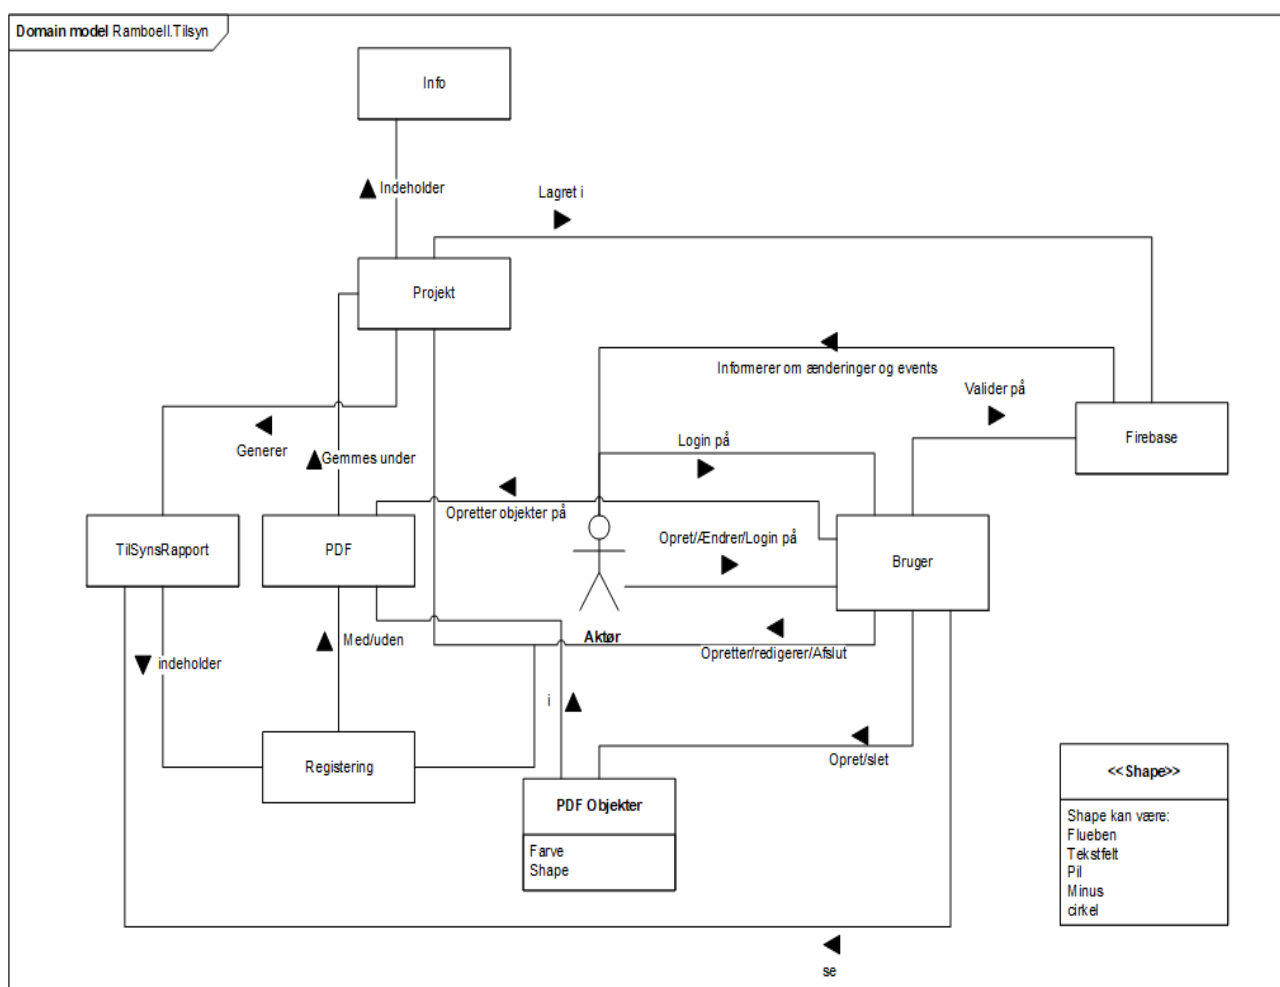 Domain model Ramboell.Tilsyn
Info
Indeholder
Lagret i
Projekt
Informerer om ænderinger og events
Valider på
Firebase
Generer
Gemmes under
Login på
Opretter objekter på
TilSynsRapport
PDF
Opret/Ændrer/Login på
Bruger
Aktør
Med/uden
indeholder
Opretter/redigerer/Afslut
i
Registering
Opret/slet
PDF Objekter
Farve
Shape
<<Shape>>
Shape kan være:
Flueben
Tekstfelt
Pil
Minus
cirkel
se